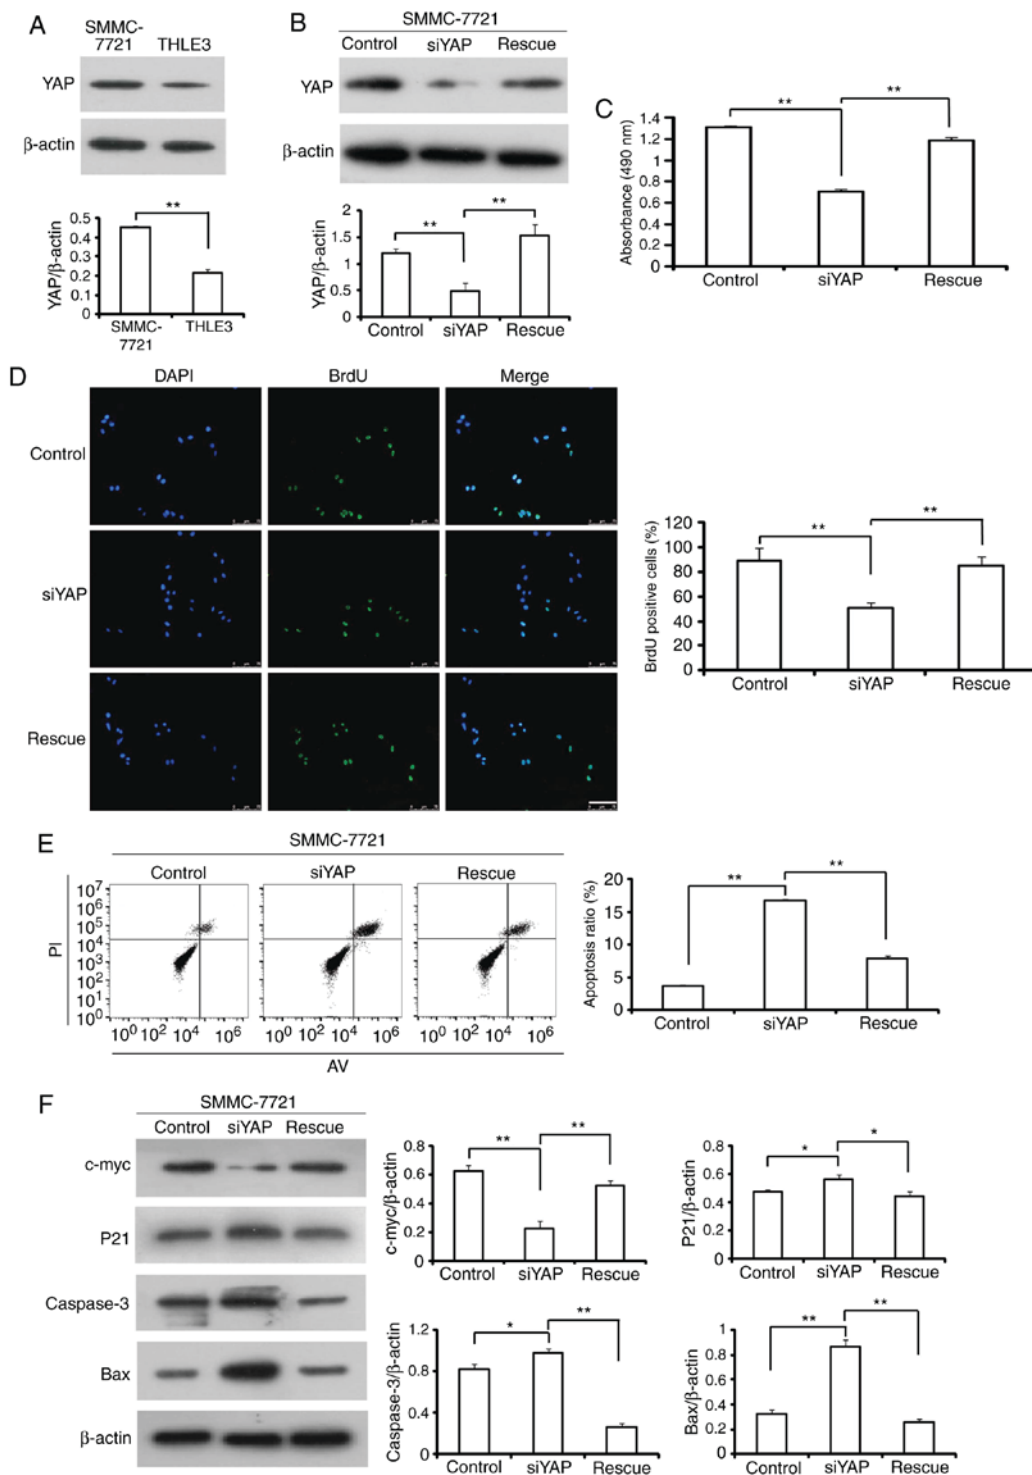 A
SMMC-
7721 THLE3
YAP
β-actin
**
YAP/β-actin
0.5
0.4
0.3
0.2
0.1
0
SMMC-
7721
THLE3
B
SMMC-7721
Control siYAP Rescue
YAP
β-actin
** **
YAP/β-actin
2
1.5
1
0.5
0
Control siYAP Rescue
C
** **
Absorbance (490 nm)
1.4
1.2
1
0.8
0.6
0.4
0.2
0
Control siYAP Rescue
D
DAPI BrdU Merge
Control
siYAP
Rescue
** **
BrdU positive cells (%)
120
100
80
60
40
20
0
Control siYAP Rescue
E
SMMC-7721
Control siYAP Rescue
PI
10⁷
10⁶
10⁵
10⁴
10³
10²
10¹
10⁰
10⁰ 10² 10⁴ 10⁶ 10⁰ 10² 10⁴ 10⁶ 10⁰ 10² 10⁴ 10⁶
AV
** **
Apoptosis ratio (%)
20
15
10
5
0
Control siYAP Rescue
F
SMMC-7721
Control siYAP Rescue
c-myc
P21
Caspase-3
Bax
β-actin
** **
c-myc/β-actin
0.8
0.6
0.4
0.2
0
Control siYAP Rescue
* *
P21/β-actin
0.8
0.6
0.4
0.2
0
Control siYAP Rescue
* **
Caspase-3/β-actin
1.2
0.8
0.4
0
Control siYAP Rescue
** **
Bax/β-actin
1
0.8
0.6
0.4
0.2
0
Control siYAP Rescue